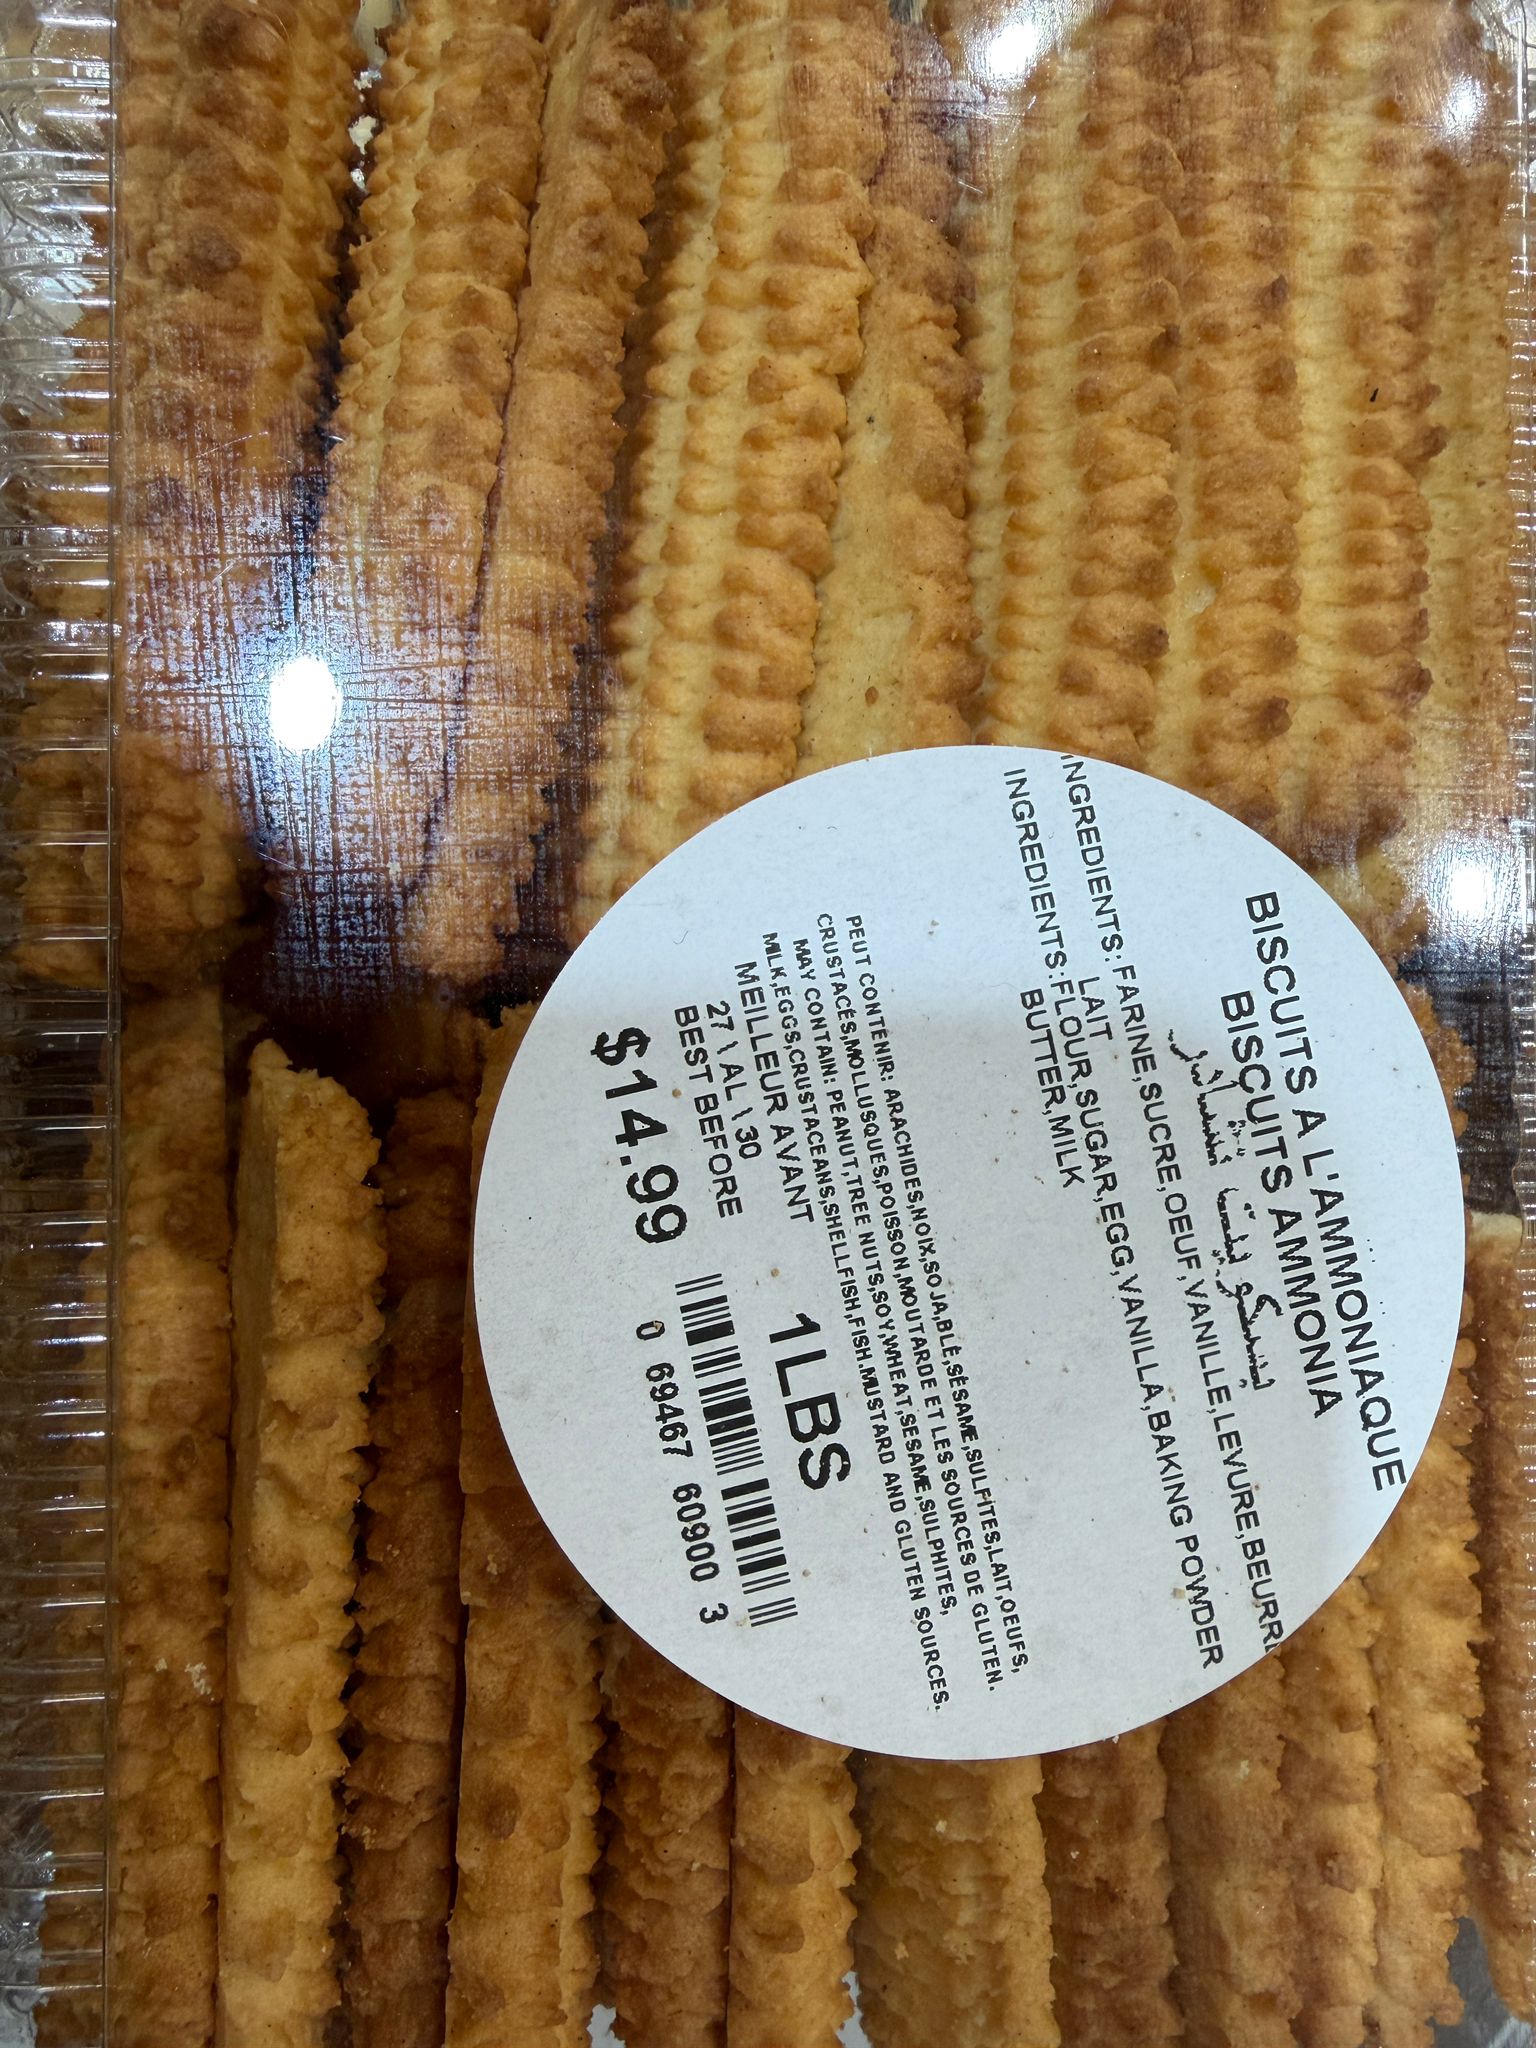 BISCUITS A L'AMMONIAQUE
BISCUITS AMMONIA
INGREDIENTS: FARINE,SUCRE,OEUF,VANILLE,LEVURE,BEURRE
LAIT
INGREDIENTS:FLOUR,SUGAR,EGG,VANILLA,BAKING POWDER
BUTTER,MILK
PEUT CONTENIR: ARACHIDES,NOIX,SOJA,BLÉ,SÉSAME,SULFITES,LAIT,OEUFS,
CRUSTACÉS,MOLLUSQUES,POISSON,MOUTARDE ET LES SOURCES DE GLUTEN.
MAY CONTAIN: PEANUT,TREE NUTS,SOY,WHEAT,SESAME,SULPHITES,
MILK,EGGS,CRUSTACEANS,SHELLFISH,FISH.MUSTARD AND GLUTEN SOURCES.
MEILLEUR AVANT
27 \ AL \ 30
BEST BEFORE
1LBS
$14.99
0 69467 60900 3